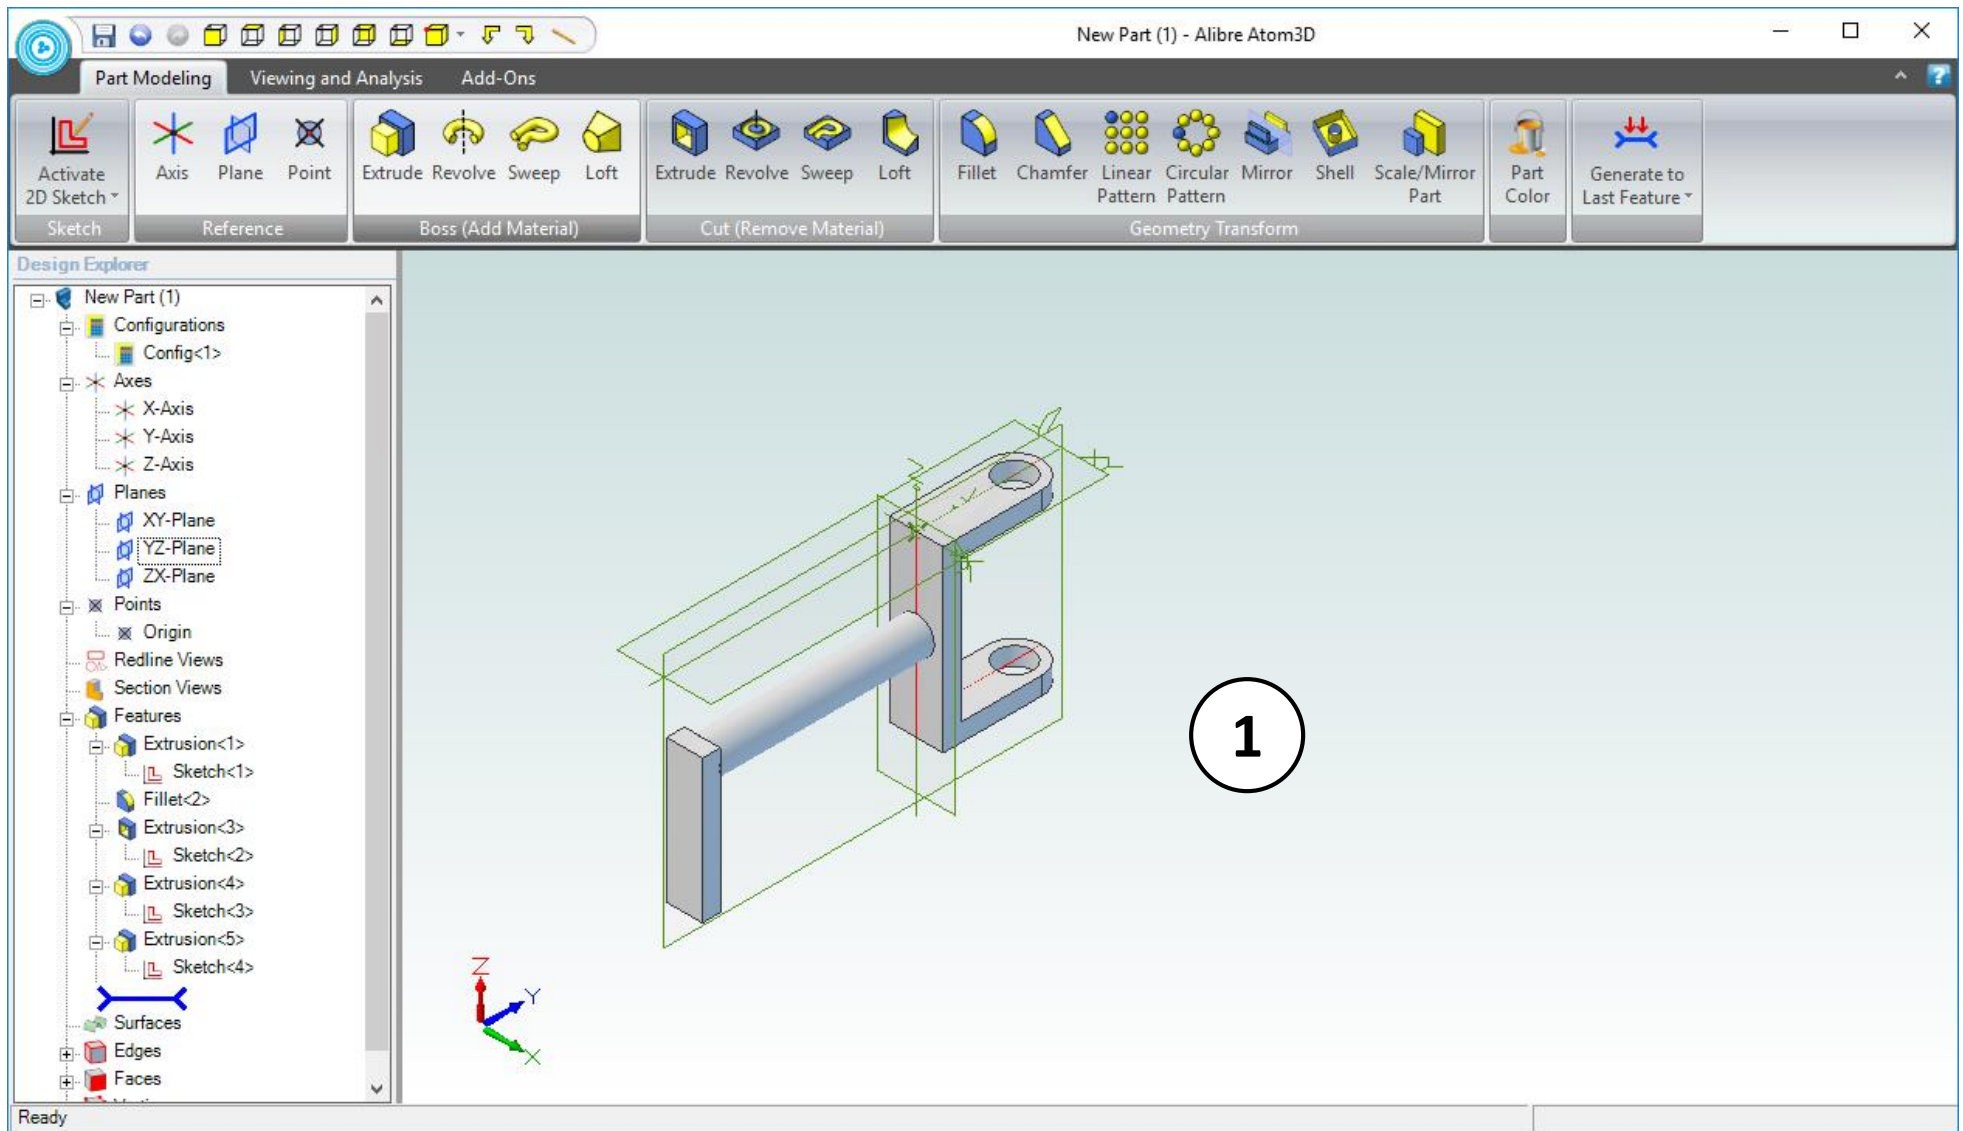 New Part (1) - Alibre Atom3D
Part Modeling Viewing and Analysis Add-Ons
Activate
2D Sketch
Axis Plane Point
Extrude Revolve Sweep Loft
Extrude Revolve Sweep Loft
Fillet Chamfer Linear
Pattern Circular
Pattern Mirror Shell Scale/Mirror
Part
Part
Color
Generate to
Last Feature
Sketch Reference Boss (Add Material) Cut (Remove Material) Geometry Transform
Design Explorer
New Part (1)
Configurations
Config<1>
Axes
X-Axis
Y-Axis
Z-Axis
Planes
XY-Plane
YZ-Plane
ZX-Plane
Points
Origin
Redline Views
Section Views
Features
Extrusion<1>
Sketch<1>
Fillet<2>
Extrusion<3>
Sketch<2>
Extrusion<4>
Sketch<3>
Extrusion<5>
Sketch<4>
Surfaces
Edges
Faces
1
Z
Y
X
Ready